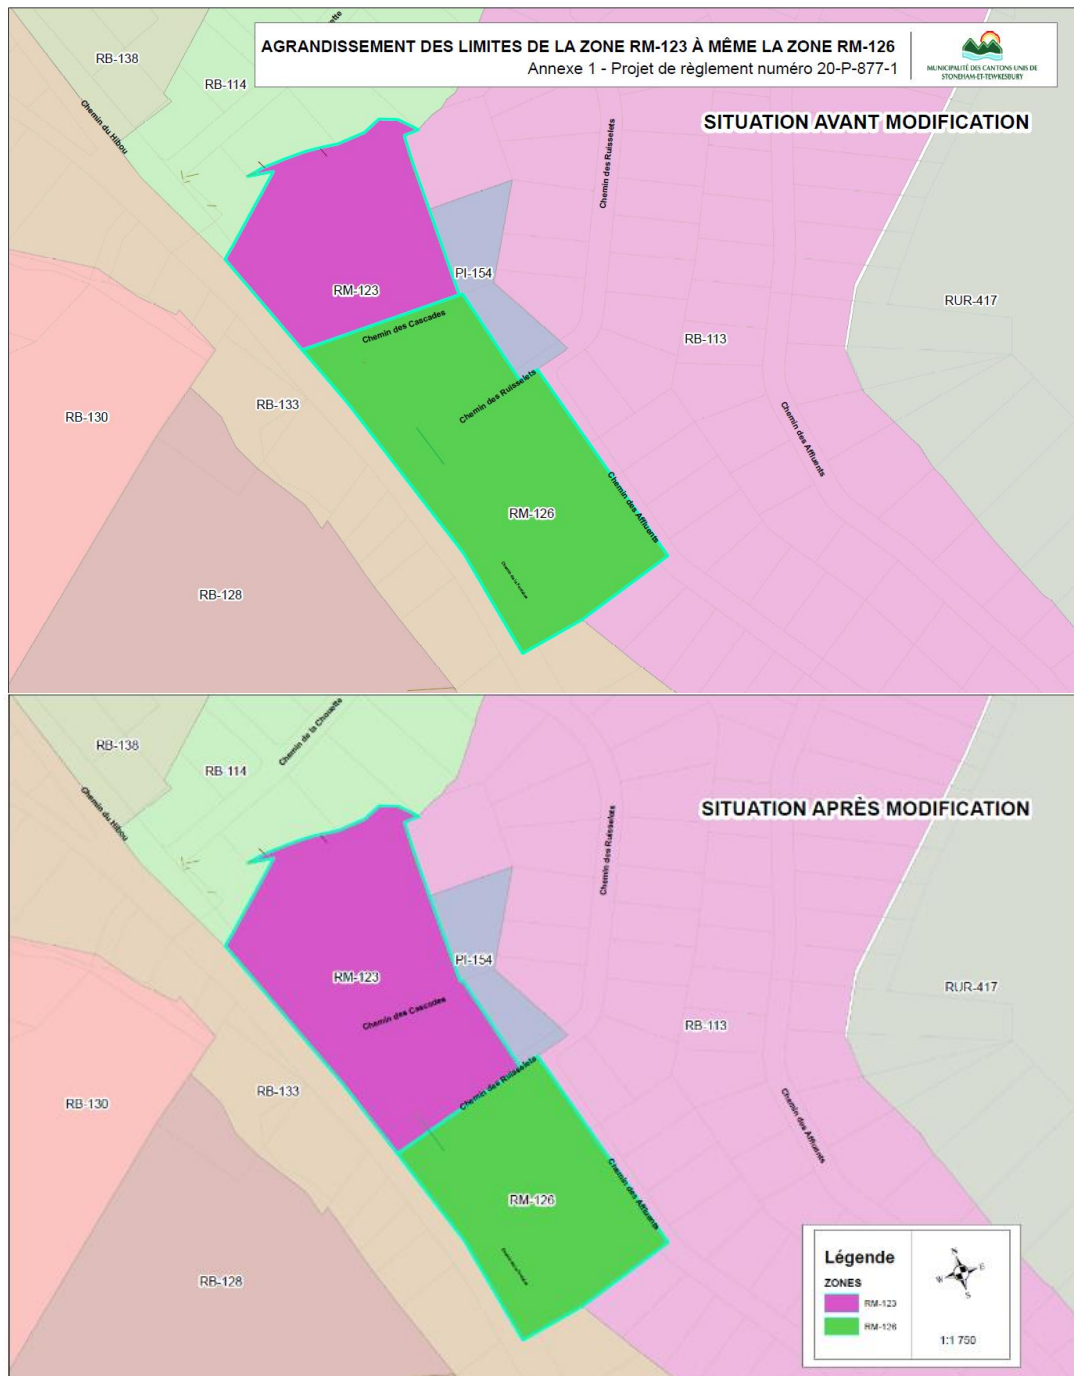 AGRANDISSEMENT DES LIMITES DE LA ZONE RM-123 À MÊME LA ZONE RM-126
Annexe 1 - Projet de règlement numéro 20-P-877-1
MUNICIPALITÉ DES CANTONS UNIS DE
STONEHAM-ET-TEWKESBURY
SITUATION AVANT MODIFICATION
RB-138
RB-114
Chemin du Hibou
Chemin des Ruisselets
PI-154
RM-123
RUR-417
Chemin des Cascades
RB-113
Chemin des Ruisselets
RB-133
RB-130
Chemin des Affluents
Chemin des Affluents
RM-126
RB-128
Chemin de la Chouette
RB-138
RB-114
Chemin du Hibou
SITUATION APRÈS MODIFICATION
Chemin des Ruisselets
PI-154
RM-123
RUR-417
Chemin des Cascades
RB-113
Chemin des Ruisselets
RB-133
RB-130
Chemin des Affluents
Chemin des Affluents
RM-126
RB-128
Légende
ZONES
RM-123
RM-126
N
E
S
W
1:1 750